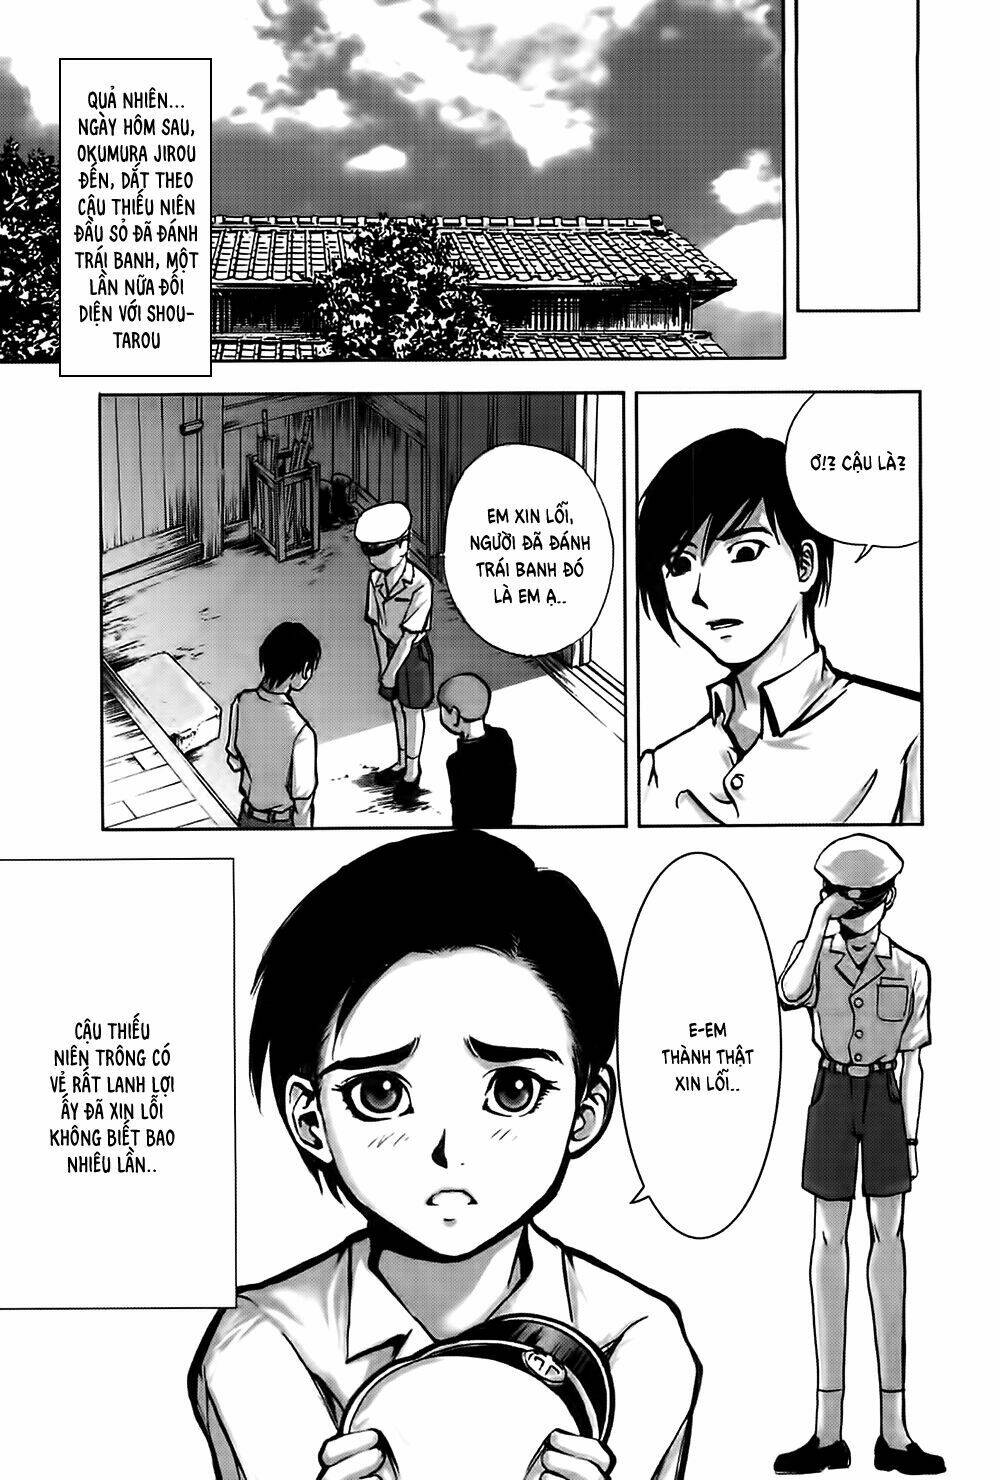 QUẢ NHIÊN...
NGÀY HÔM SAU,
OKUMURA JIROU
ĐẾN, DẮT THEO
CẬU THIẾU NIÊN
ĐẦU SỎ ĐÃ ĐÁNH
TRÁI BANH, MỘT
LẦN NỮA ĐỐI
DIỆN VỚI SHOU-
TAROU
Ơ!? CẬU LÀ?
EM XIN LỖI,
NGƯỜI ĐÃ ĐÁNH
TRÁI BANH ĐÓ
LÀ EM Ạ..
E-EM
THÀNH THẬT
XIN LỖI..
CẬU THIẾU
NIÊN TRÔNG CÓ
VẺ RẤT LANH LỢI
ẤY ĐÃ XIN LỖI
KHÔNG BIẾT BAO
NHIÊU LẦN..